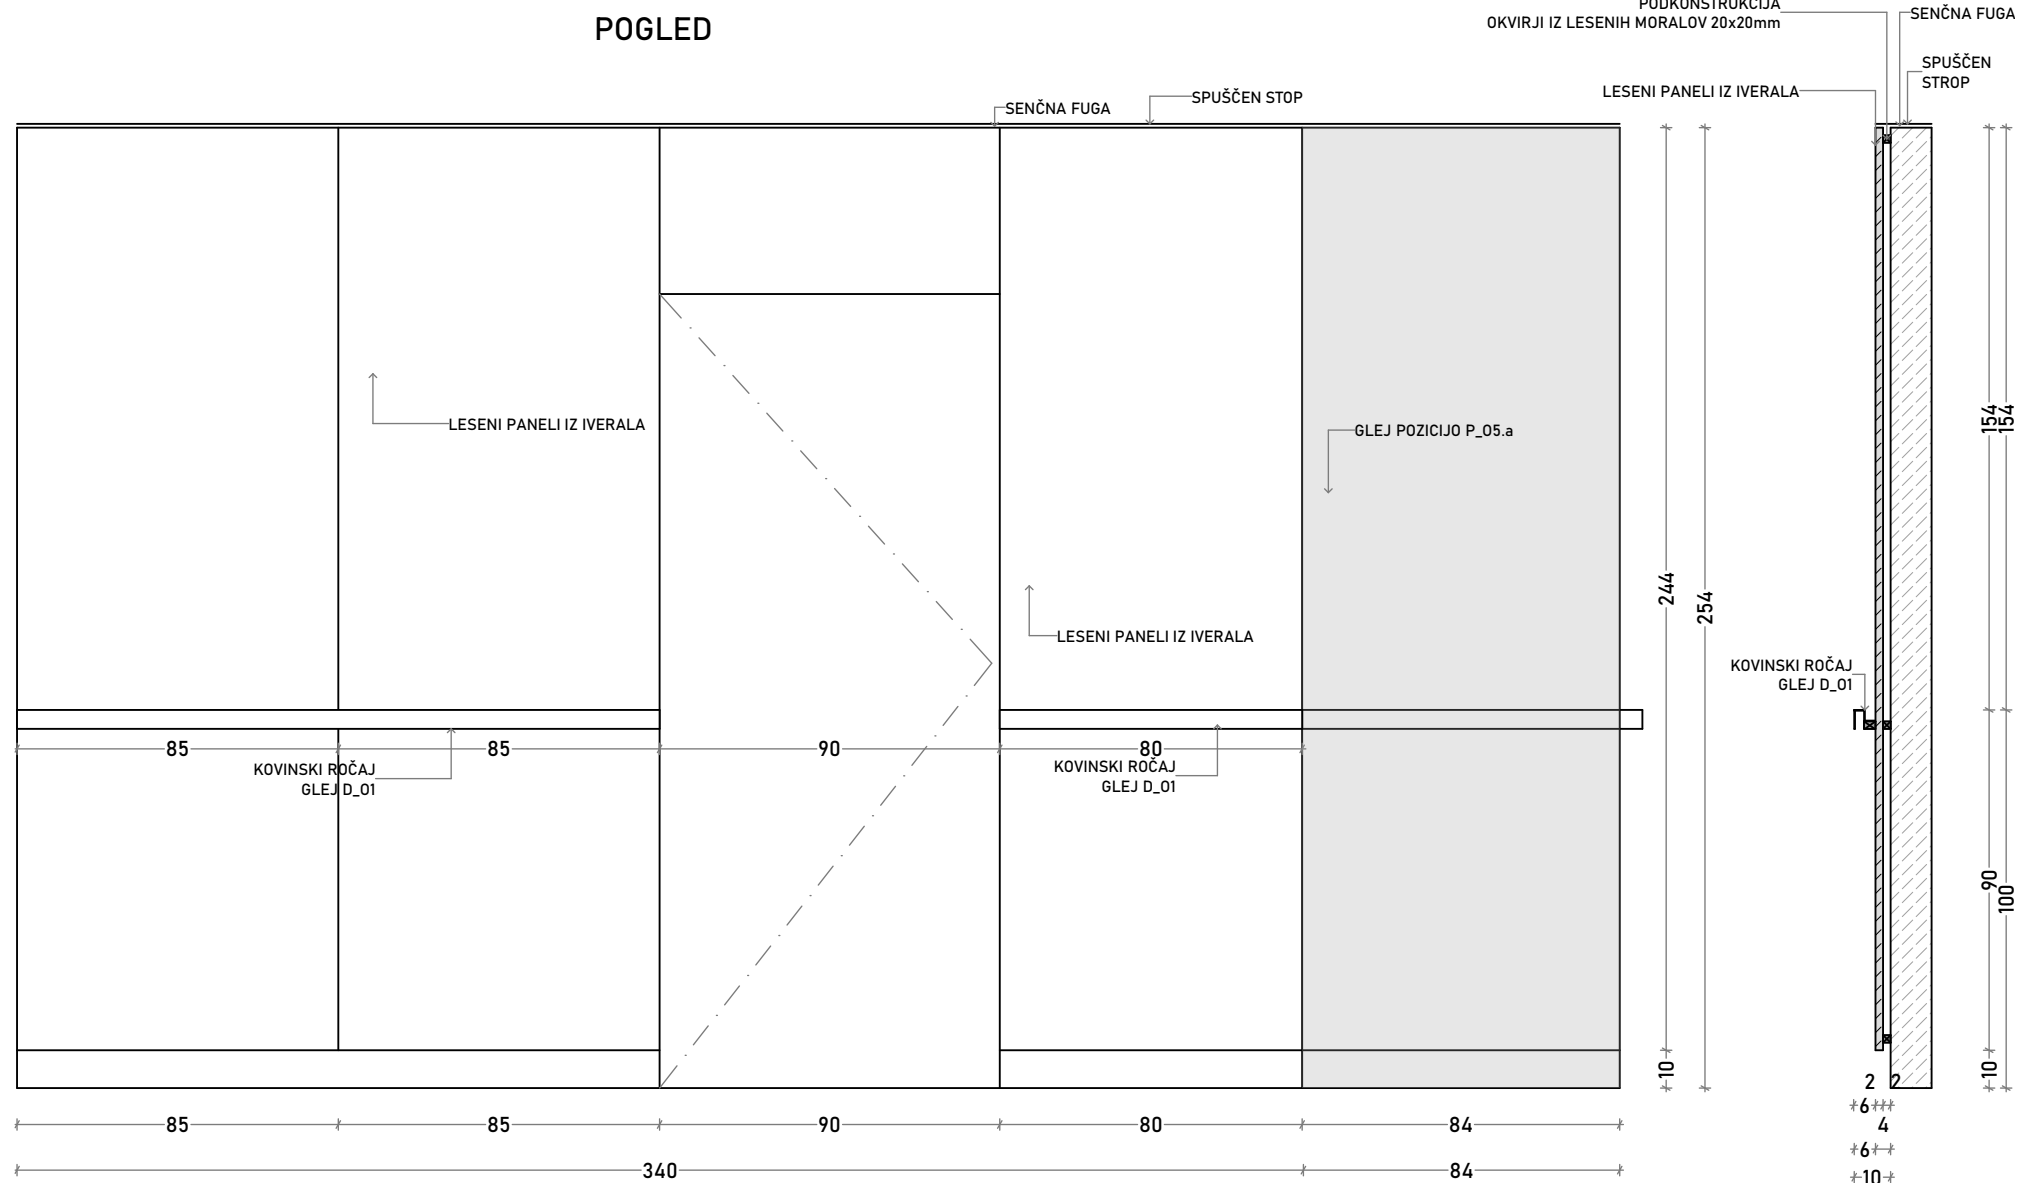 POGLED
PODKONSTRUKCIJA
OKVIRJI IZ LESENIH MORALOV 20x20mm
SENČNA FUGA
SPUŠČEN
STROP
LESENI PANELI IZ IVERALA
SENČNA FUGA
SPUŠČEN STOP
LESENI PANELI IZ IVERALA
GLEJ POZICIJO P_05.a
LESENI PANELI IZ IVERALA
KOVINSKI ROČAJ
GLEJ D_01
KOVINSKI ROČAJ
GLEJ D_01
KOVINSKI ROČAJ
GLEJ D_01
85
85
90
80
244
254
10
154
154
90
100
10
2
2
6
4
6
10
85
85
90
80
84
340
84